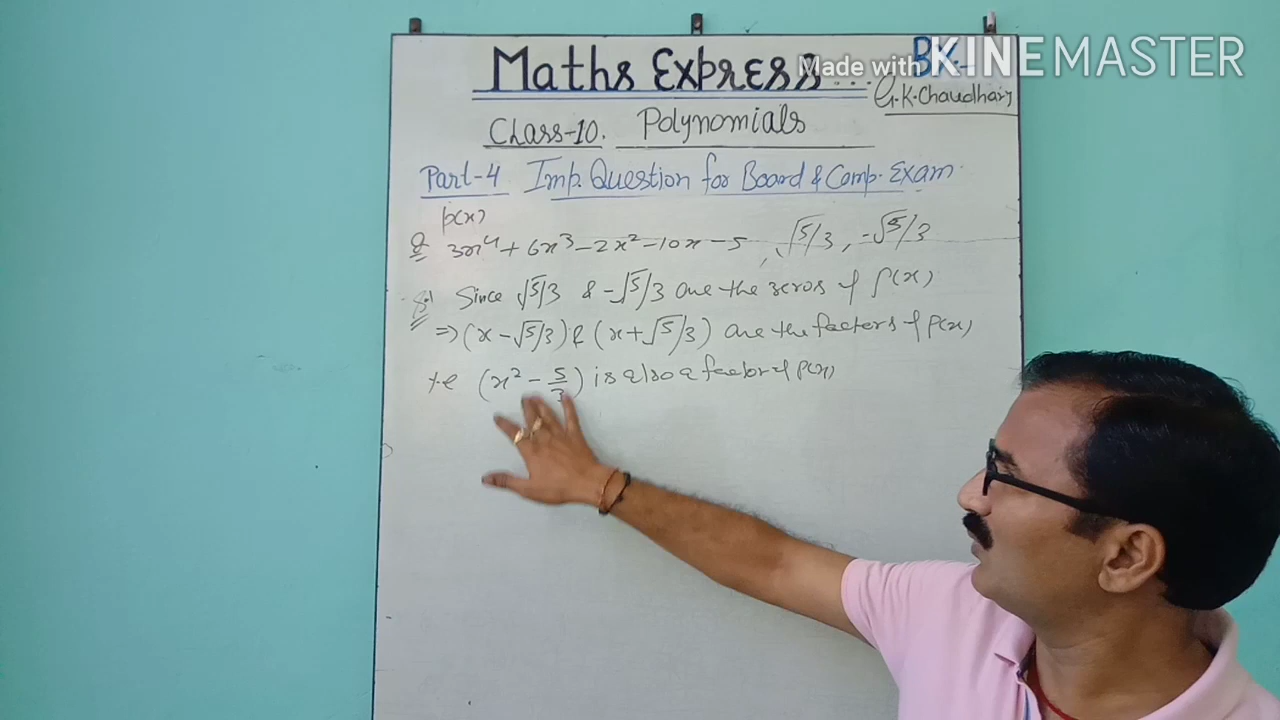 Maths Express...
Made with KINEMASTER
BY-
G.K.Chaudhary
Class-10. Polynomials
Part-4 Imp. Question for Board & Comp. Exam.
p(x)
Q 3x⁴ + 6x³ - 2x² - 10x - 5, √5/3, -√5/3
Sol Since √5/3 & -√5/3 are the zeros of p(x)
⇒ (x - √5/3) & (x + √5/3) are the factors of p(x)
i.e (x² - 5/3) is also a factor of p(x)